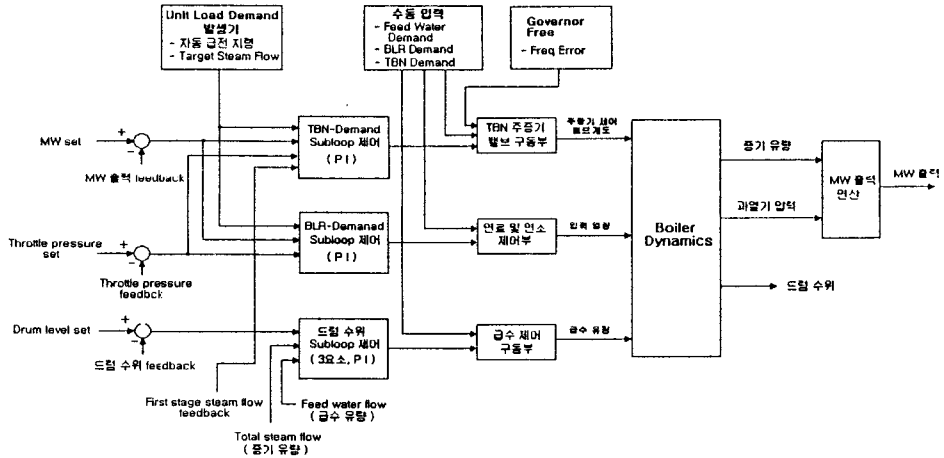 Unit Load Demand
발생기
- 자동 급전 지령
- Target Steam Flow
수동 입력
- Feed Water
Demand
- BLR Demand
- TBN Demand
Governor
Free
- Freq Error
MW set
+
-
MW 출력 feedback
TBN-Demand
Subloop 제어
( P I )
TBN 주증기
밸브 구동부
주증기 제어
밸브개도
Throttle pressure
set
+
-
Throttle pressure
feedbck
BLR-Demaned
Subloop 제어
( P I )
연료 및 연소
제어부
입력 열량
Boiler
Dynamics
증기 유량
과열기 압력
드럼 수위
MW 출력
연산
MW 출력
Drum level set
+
-
드럼 수위 feedback
드럼 수위
Subloop 제어
( 3요소, P I )
급수 제어
구동부
급수 유량
First stage steam flow
feedback
Feed water flow
( 급수 유량 )
Total steam flow
( 증기 유량 )